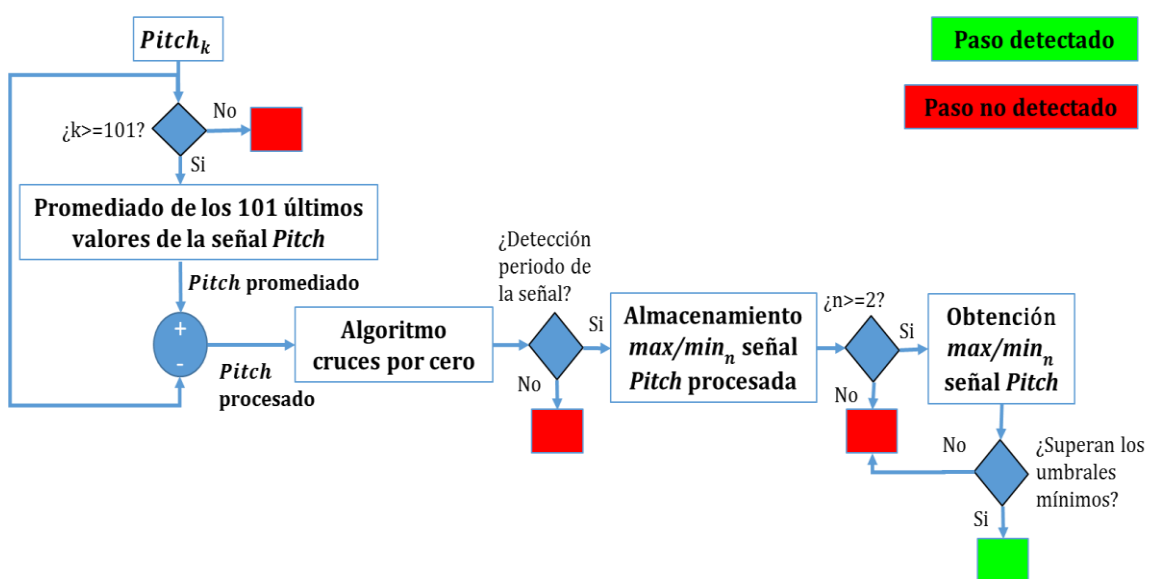 Pitchₖ
Paso detectado
Paso no detectado
¿k>=101?
No
Si
Promediado de los 101 últimos
valores de la señal Pitch
Pitch promediado
+
-
Pitch
procesado
Algoritmo
cruces por cero
¿Detección
periodo de
la señal?
Si
No
Almacenamiento
max/minₙ señal
Pitch procesada
¿n>=2?
Si
No
Obtención
max/minₙ
señal Pitch
No
¿Superan los
umbrales
mínimos?
Si